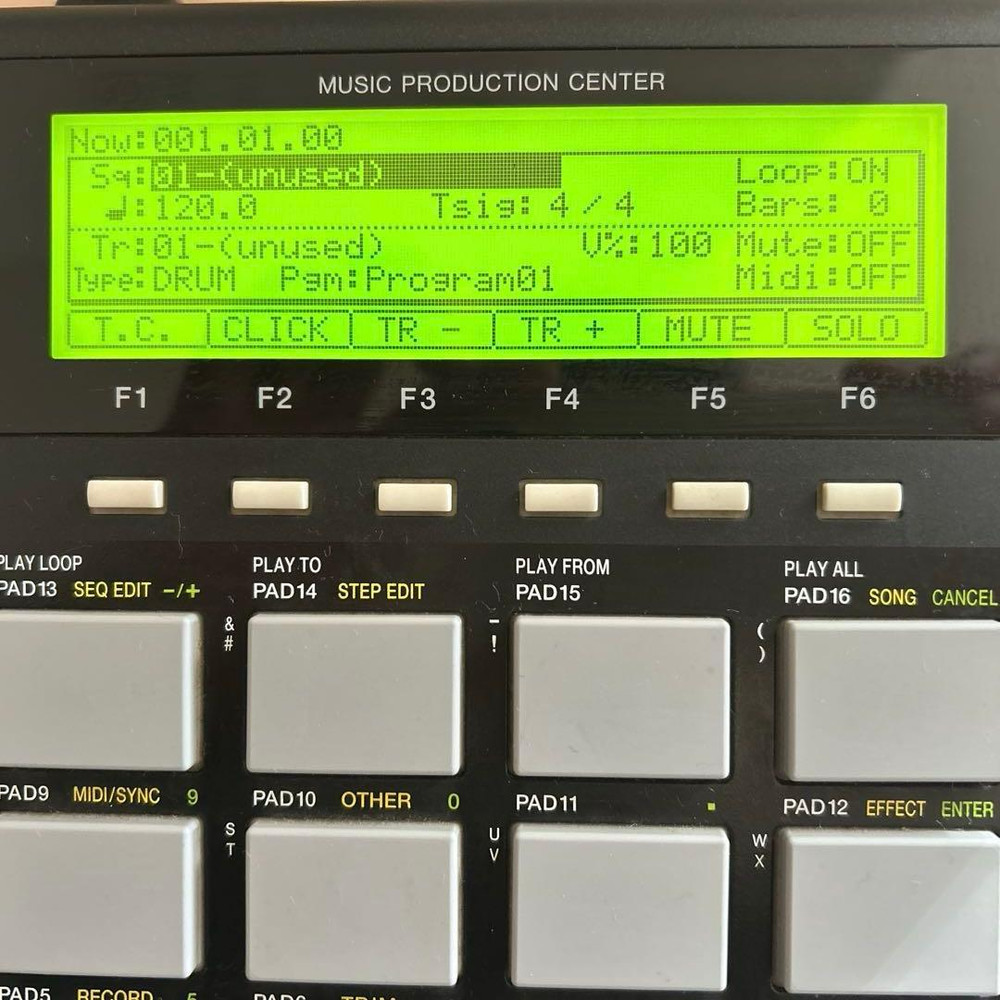 MUSIC PRODUCTION CENTER
Now:001.01.00
Sq:01-(unused) Loop:ON
♩:120.0 Tsig: 4 / 4 Bars: 0
Tr:01-(unused) V%:100 Mute:OFF
Type:DRUM Pgm:Program01 Midi:OFF
T.C. CLICK TR - TR + MUTE SOLO
F1 F2 F3 F4 F5 F6
PLAY LOOP PLAY TO PLAY FROM PLAY ALL
PAD13 SEQ EDIT -/+ PAD14 STEP EDIT PAD15 PAD16 SONG CANCEL
& - (
# ! )
PAD9 MIDI/SYNC 9 PAD10 OTHER 0 PAD11 . PAD12 EFFECT ENTER
S U W
T V X
PAD5 RECORD 5